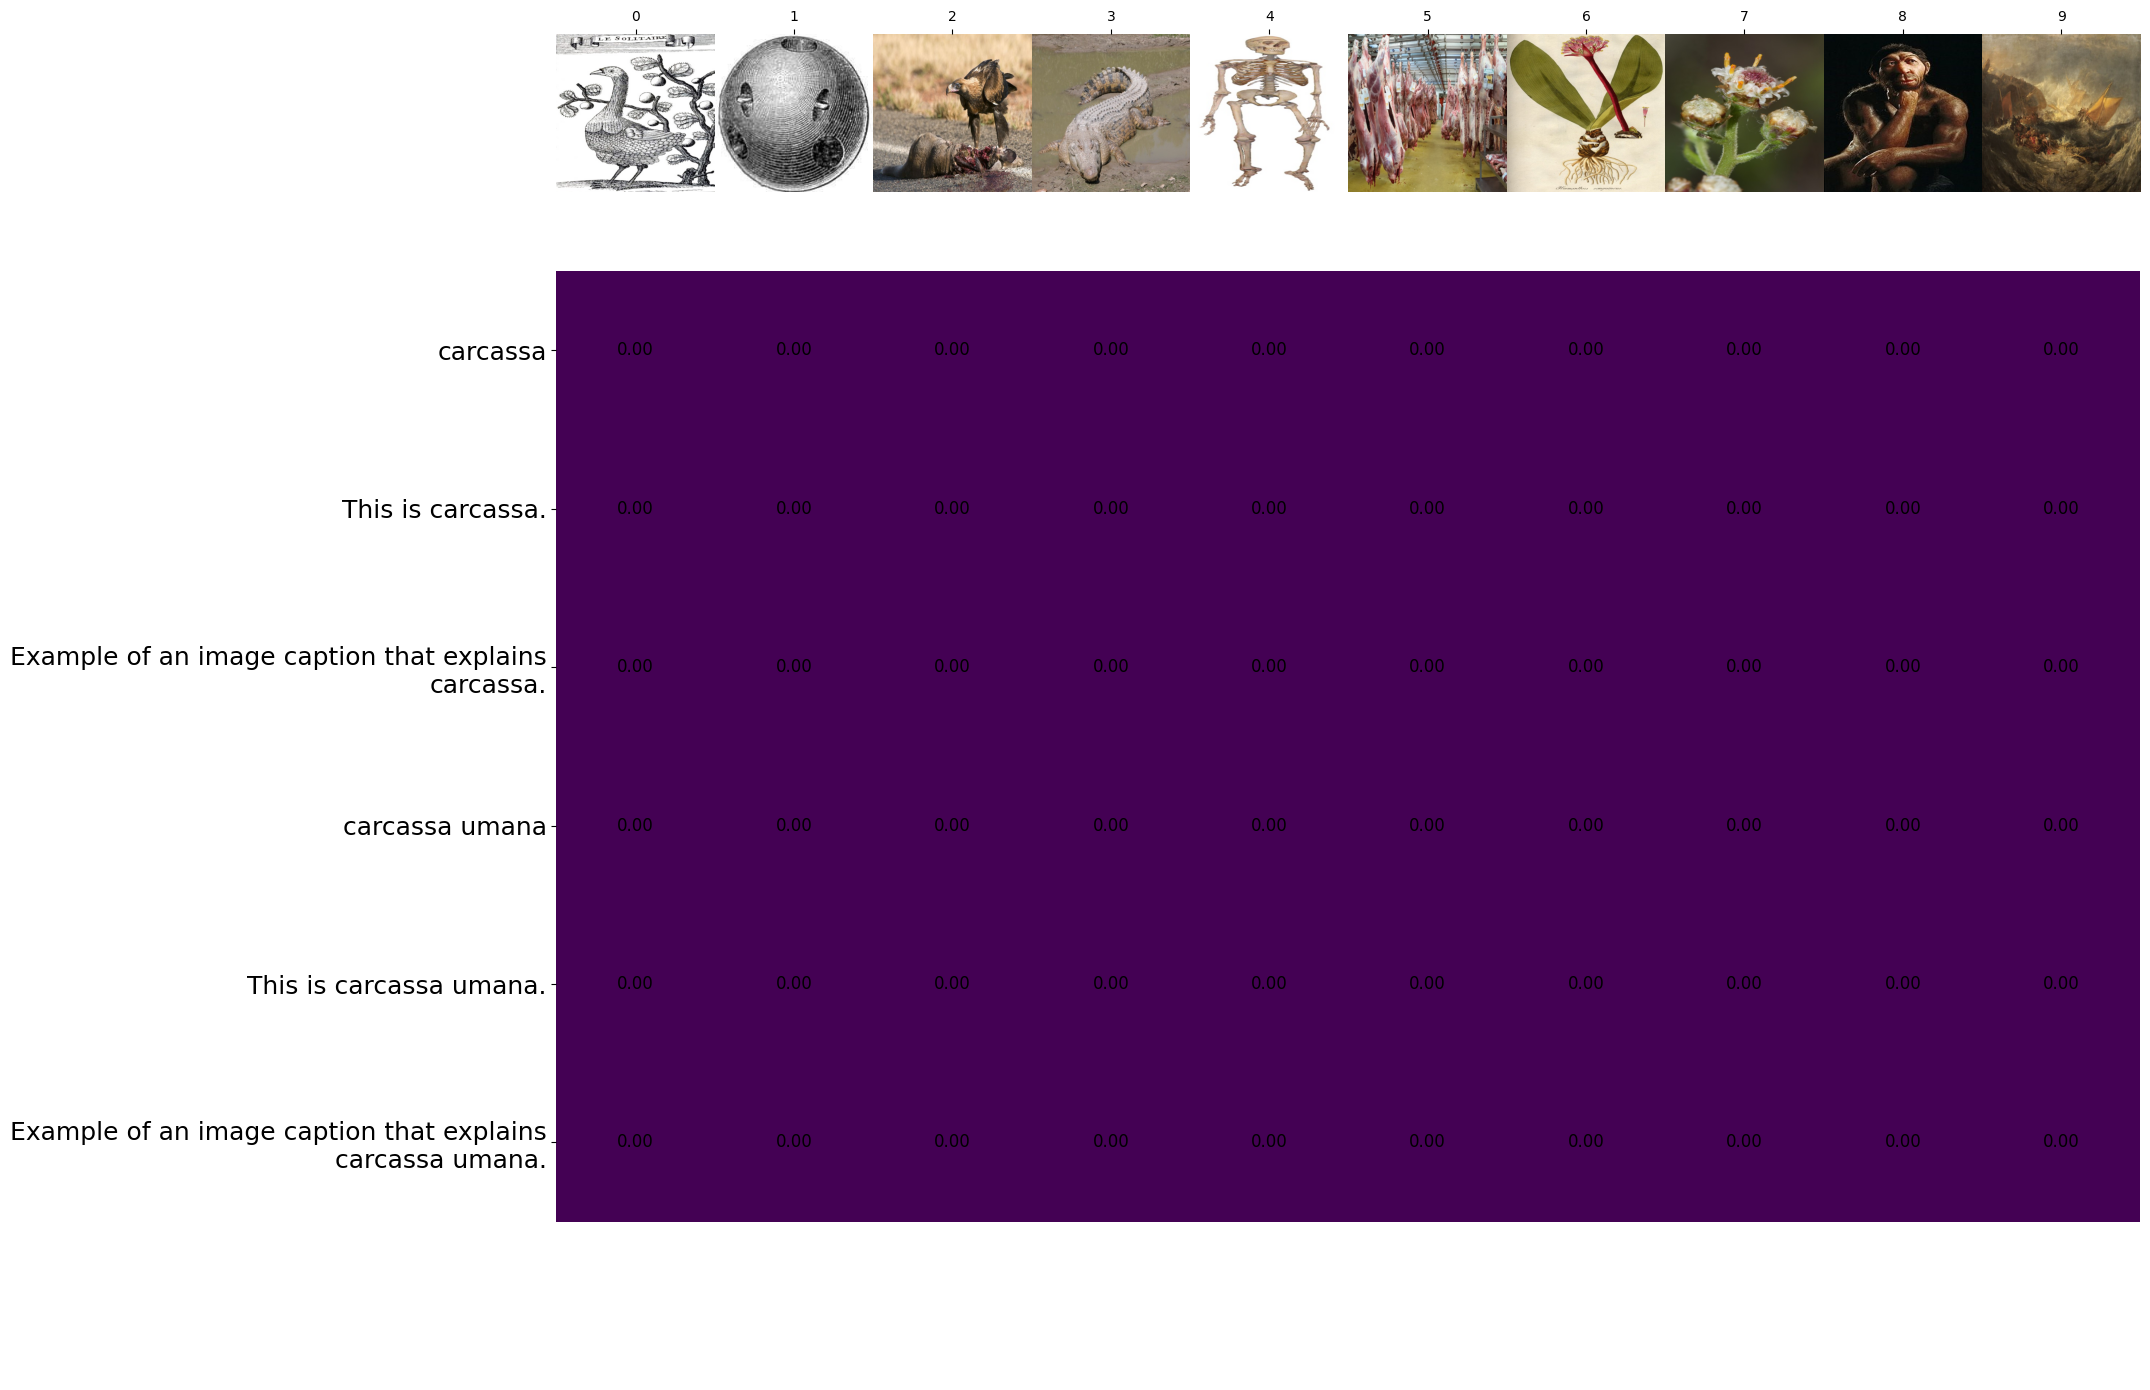 0 1 2 3 4 5 6 7 8 9
LE SOLITAIRE
carcassa 0.00 0.00 0.00 0.00 0.00 0.00 0.00 0.00 0.00 0.00
This is carcassa. 0.00 0.00 0.00 0.00 0.00 0.00 0.00 0.00 0.00 0.00
Example of an image caption that explains
carcassa. 0.00 0.00 0.00 0.00 0.00 0.00 0.00 0.00 0.00 0.00
carcassa umana 0.00 0.00 0.00 0.00 0.00 0.00 0.00 0.00 0.00 0.00
This is carcassa umana. 0.00 0.00 0.00 0.00 0.00 0.00 0.00 0.00 0.00 0.00
Example of an image caption that explains
carcassa umana. 0.00 0.00 0.00 0.00 0.00 0.00 0.00 0.00 0.00 0.00